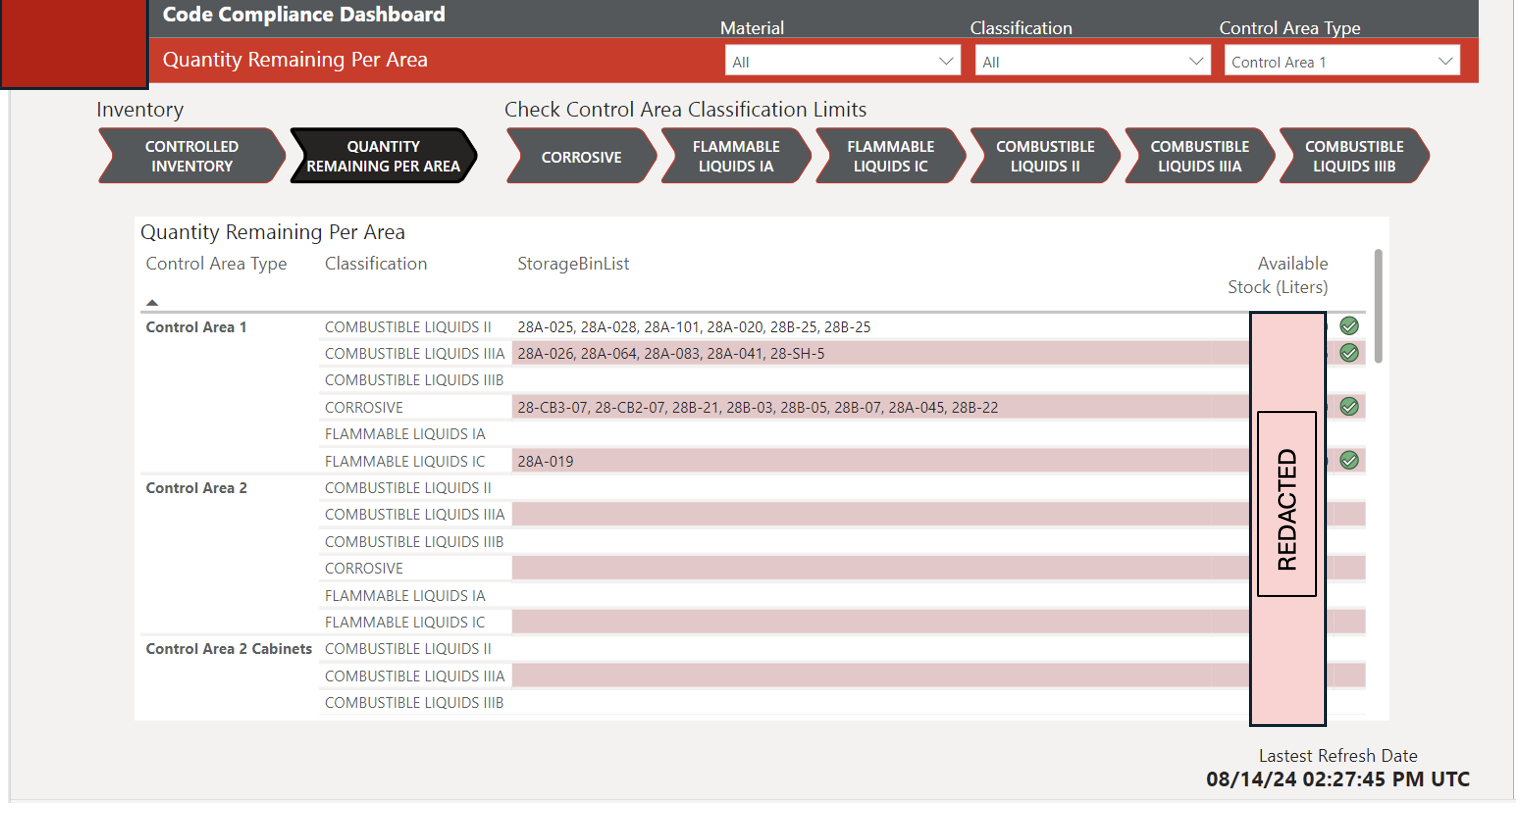 Code Compliance Dashboard
Material
Classification
Control Area Type
Quantity Remaining Per Area
All
All
Control Area 1
Inventory
Check Control Area Classification Limits
CONTROLLED
INVENTORY
QUANTITY
REMAINING PER AREA
CORROSIVE
FLAMMABLE
LIQUIDS IA
FLAMMABLE
LIQUIDS IC
COMBUSTIBLE
LIQUIDS II
COMBUSTIBLE
LIQUIDS IIIA
COMBUSTIBLE
LIQUIDS IIIB
Quantity Remaining Per Area
Control Area Type
Classification
StorageBinList
Available
Stock (Liters)
Control Area 1 COMBUSTIBLE LIQUIDS II 28A-025, 28A-028, 28A-101, 28A-020, 28B-25, 28B-25
COMBUSTIBLE LIQUIDS IIIA 28A-026, 28A-064, 28A-083, 28A-041, 28-SH-5
COMBUSTIBLE LIQUIDS IIIB
CORROSIVE 28-CB3-07, 28-CB2-07, 28B-21, 28B-03, 28B-05, 28B-07, 28A-045, 28B-22
FLAMMABLE LIQUIDS IA
FLAMMABLE LIQUIDS IC 28A-019
Control Area 2 COMBUSTIBLE LIQUIDS II
COMBUSTIBLE LIQUIDS IIIA
COMBUSTIBLE LIQUIDS IIIB
CORROSIVE
FLAMMABLE LIQUIDS IA
FLAMMABLE LIQUIDS IC
Control Area 2 Cabinets COMBUSTIBLE LIQUIDS II
COMBUSTIBLE LIQUIDS IIIA
COMBUSTIBLE LIQUIDS IIIB
REDACTED
Lastest Refresh Date
08/14/24 02:27:45 PM UTC